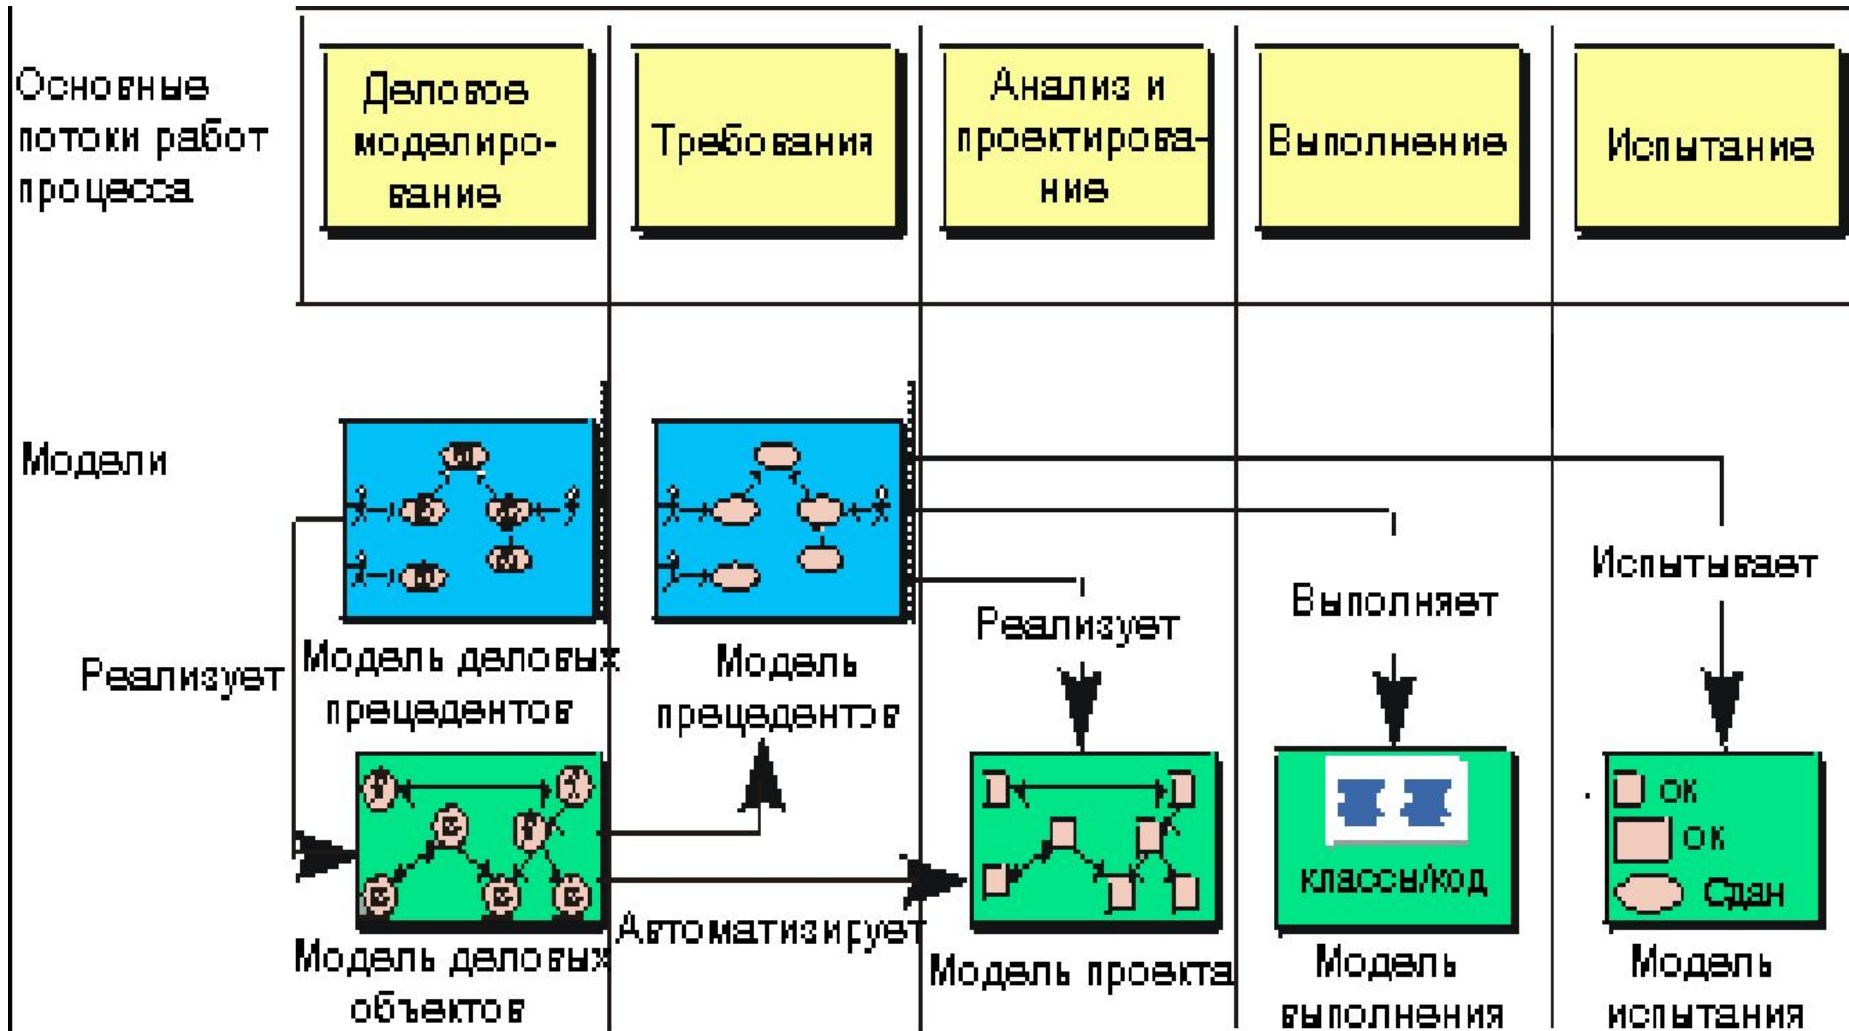 Основные
потоки работ
процесса
Деловое
моделиро-
вание
Требования
Анализ и
проектирова-
ние
Выполнение
Испытание
Модели
Реализует
Модель деловых
прецедентов
Модель
прецедентов
Реализует
Выполняет
Испытывает
Автоматизирует
Модель деловых
объектов
Модель проекта
классы/код
Модель
выполнения
ок
ок
Сдан
Модель
испытания